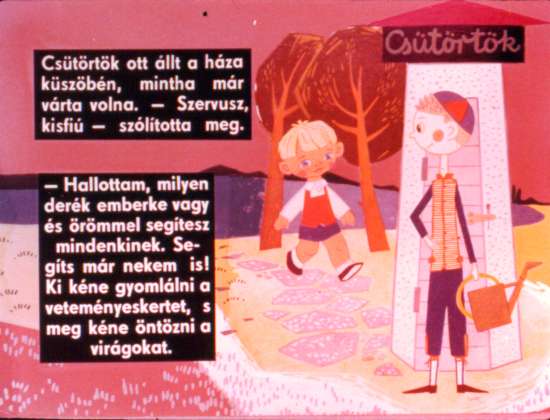 Csütörtök
Csütörtök ott állt a háza
küszöbén, mintha már
várta volna. — Szervusz,
kisfiú — szólította meg.
— Hallottam, milyen
derék emberke vagy
és örömmel segítesz
mindenkinek. Se-
gíts már nekem is!
Ki kéne gyomlálni a
veteményeskertet, s
meg kéne öntözni a
virágokat.